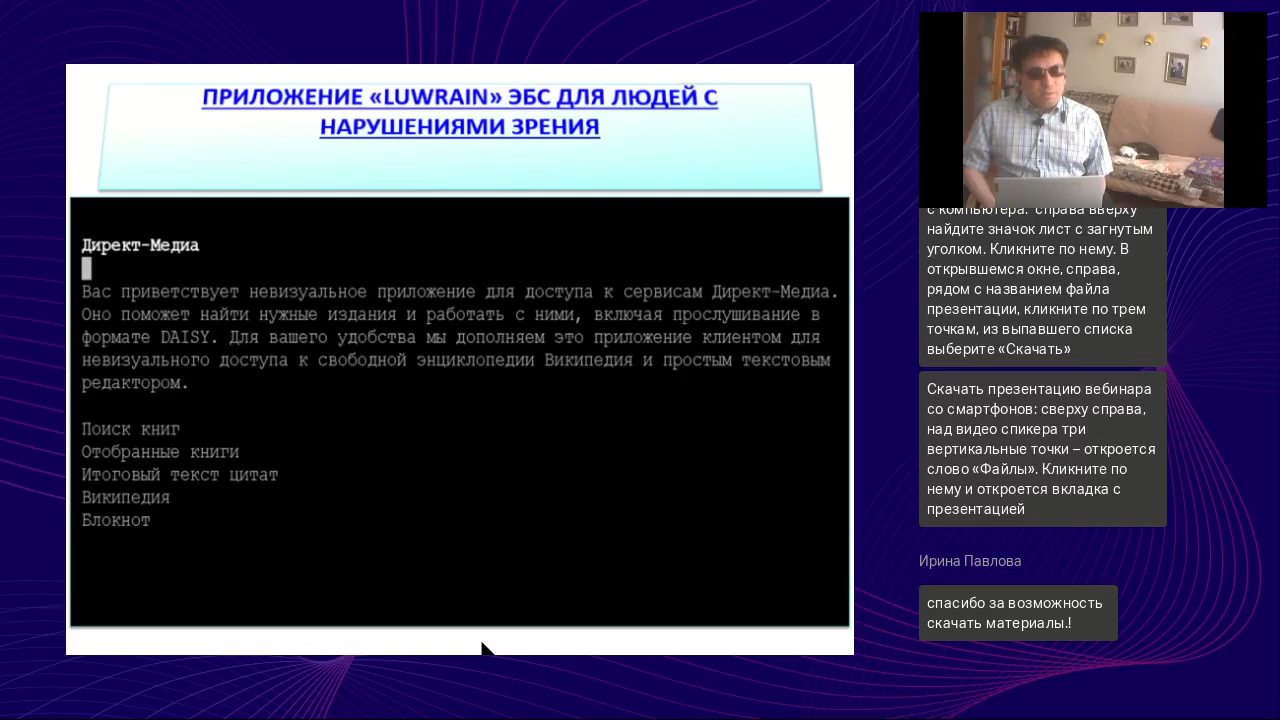 ПРИЛОЖЕНИЕ «LUWRAIN» ЭБС ДЛЯ ЛЮДЕЙ С
НАРУШЕНИЯМИ ЗРЕНИЯ
Директ-Медиа
Вас приветствует невизуальное приложение для доступа к сервисам Директ-Медиа.
Оно поможет найти нужные издания и работать с ними, включая прослушивание в
формате DAISY. Для вашего удобства мы дополняем это приложение клиентом для
невизуального доступа к свободной энциклопедии Википедия и простым текстовым
редактором.
Поиск книг
Отобранные книги
Итоговый текст цитат
Википедия
Блокнот
с компьютера: справа вверху
найдите значок лист с загнутым
уголком. Кликните по нему. В
открывшемся окне, справа,
рядом с названием файла
презентации, кликните по трем
точкам, из выпавшего списка
выберите «Скачать»
Скачать презентацию вебинара
со смартфонов: сверху справа,
над видео спикера три
вертикальные точки – откроется
слово «Файлы». Кликните по
нему и откроется вкладка с
презентацией
Ирина Павлова
спасибо за возможность
скачать материалы.!